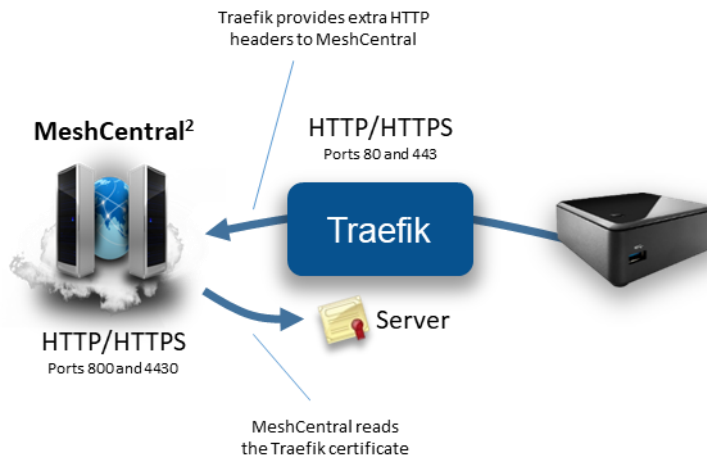 Traefik provides extra HTTP
headers to MeshCentral
MeshCentral²
HTTP/HTTPS
Ports 80 and 443
Traefik
Server
HTTP/HTTPS
Ports 800 and 4430
MeshCentral reads
the Traefik certificate